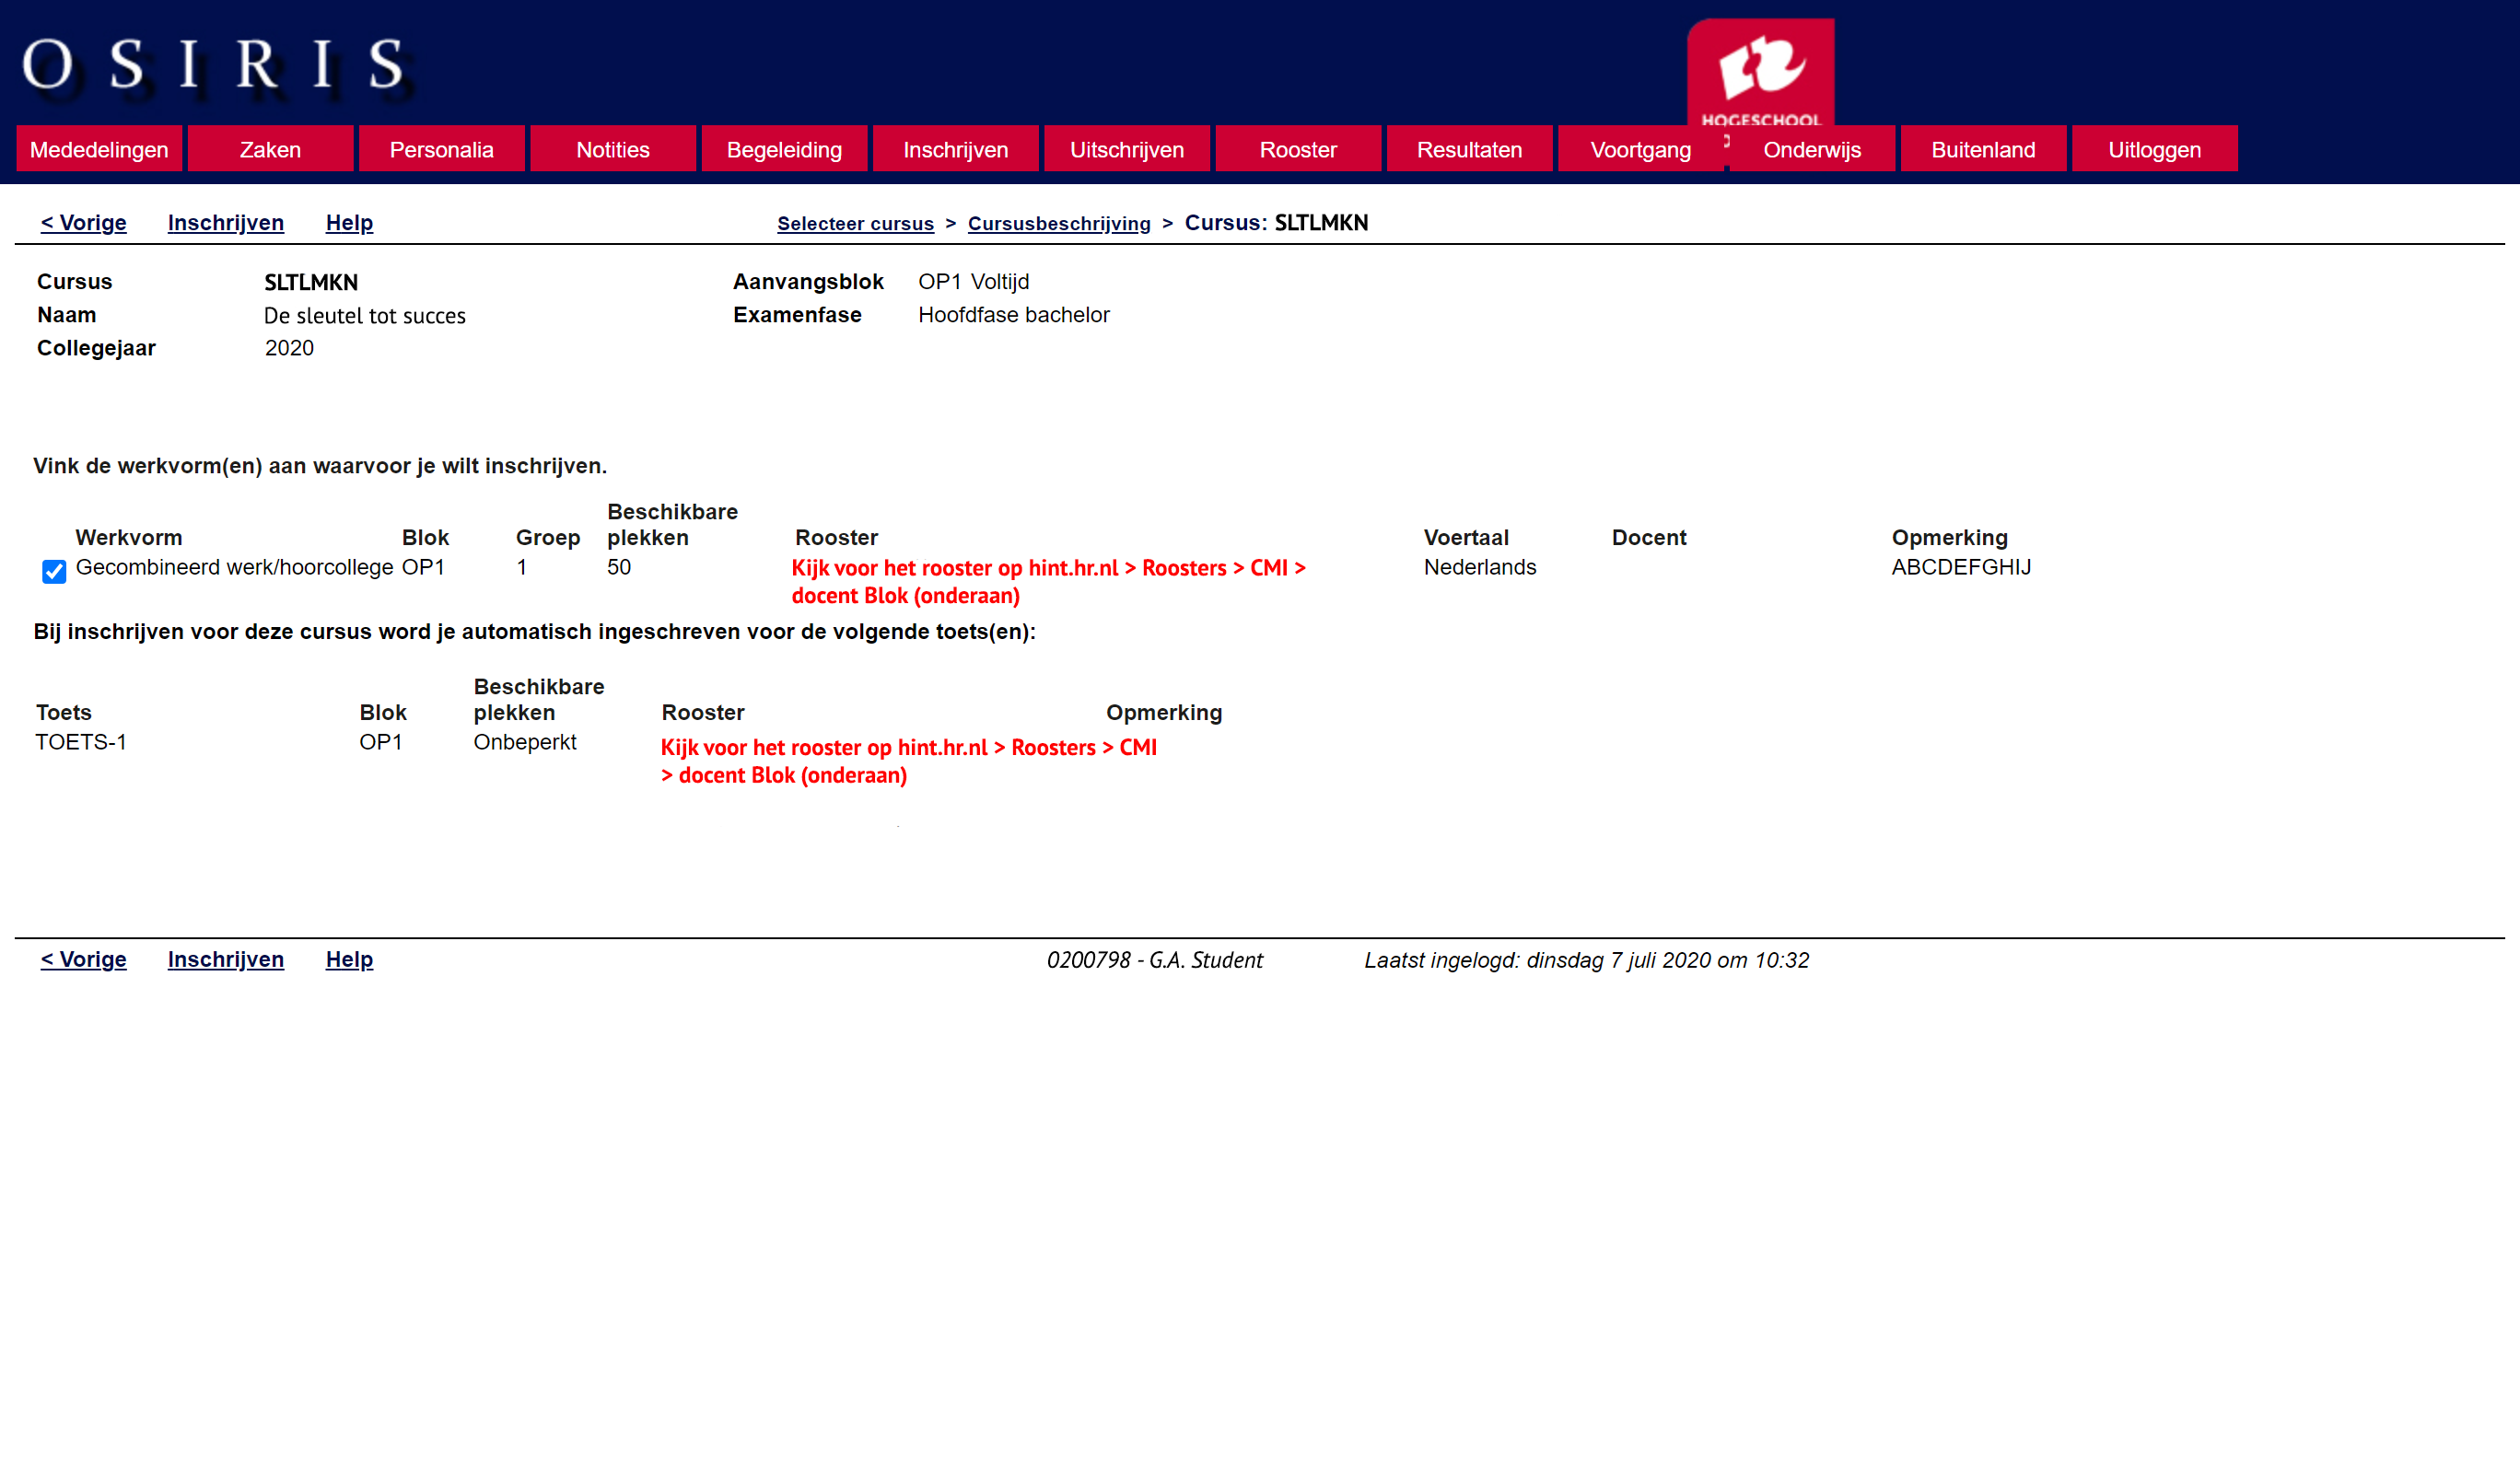 OSIRIS
HOGESCHOOL
Mededelingen Zaken Personalia Notities Begeleiding Inschrijven Uitschrijven Rooster Resultaten Voortgang Onderwijs Buitenland Uitloggen
< Vorige Inschrijven Help Selecteer cursus > Cursusbeschrijving > Cursus: SLTLMKN
Cursus SLTLMKN Aanvangsblok OP1 Voltijd
Naam De sleutel tot succes Examenfase Hoofdfase bachelor
Collegejaar 2020
Vink de werkvorm(en) aan waarvoor je wilt inschrijven.
Werkvorm Blok Groep Beschikbare plekken Rooster Voertaal Docent Opmerking
Gecombineerd werk/hoorcollege OP1 1 50 Kijk voor het rooster op hint.hr.nl > Roosters > CMI > Nederlands ABCDEFGHIJ
docent Blok (onderaan)
Bij inschrijven voor deze cursus word je automatisch ingeschreven voor de volgende toets(en):
Toets Blok Beschikbare plekken Rooster Opmerking
TOETS-1 OP1 Onbeperkt Kijk voor het rooster op hint.hr.nl > Roosters > CMI
> docent Blok (onderaan)
< Vorige Inschrijven Help 0200798 - G.A. Student Laatst ingelogd: dinsdag 7 juli 2020 om 10:32